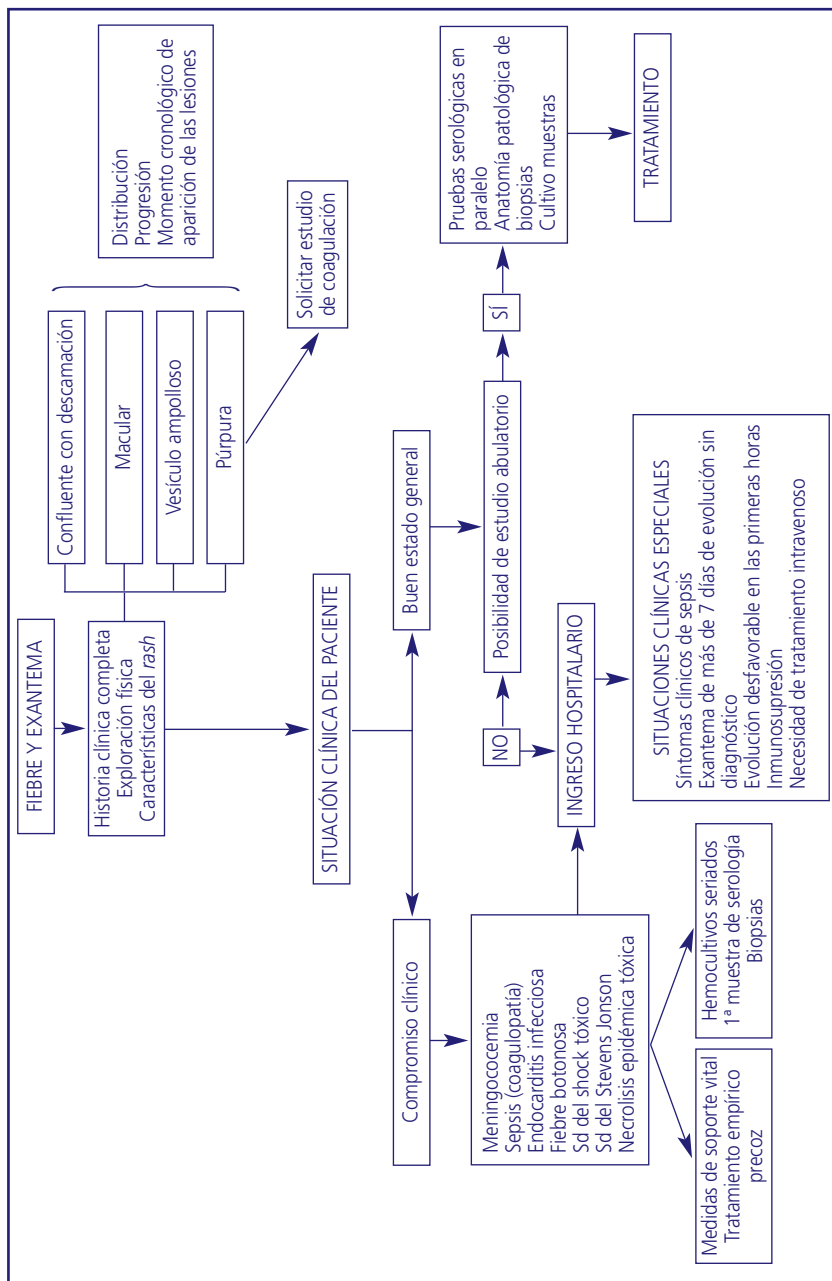 FIEBRE Y EXANTEMA
Historia clínica completa
Exploración física
Características del rash
Confluente con descamación
Macular
Vesículo ampolloso
Púrpura
Distribución
Progresión
Momento cronológico de
aparición de las lesiones
Solicitar estudio
de coagulación
SITUACIÓN CLÍNICA DEL PACIENTE
Compromiso clínico
Buen estado general
Meningococemia
Sepsis (coagulopatía)
Endocarditis infecciosa
Fiebre botonosa
Sd del shock tóxico
Sd del Stevens Jonson
Necrolisis epidémica tóxica
Medidas de soporte vital
Tratamiento empírico
precoz
Hemocultivos seriados
1ª muestra de serología
Biopsias
Posibilidad de estudio abulatorio
NO
SÍ
INGRESO HOSPITALARIO
SITUACIONES CLÍNICAS ESPECIALES
Síntomas clínicos de sepsis
Exantema de más de 7 días de evolución sin
diagnóstico
Evolución desfavorable en las primeras horas
Inmunosupresión
Necesidad de tratamiento intravenoso
Pruebas serológicas en
paralelo
Anatomía patológica de
biopsias
Cultivo muestras
TRATAMIENTO